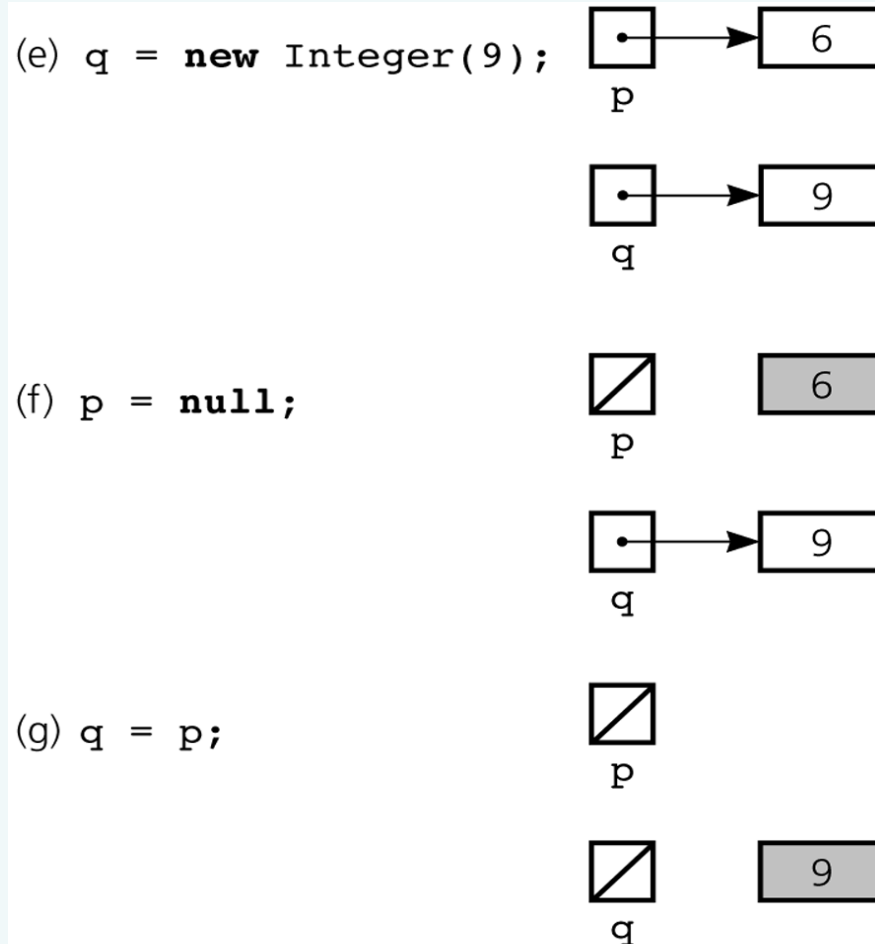 (e) q = new Integer(9);
6
p
9
q
(f) p = null;
6
p
9
q
(g) q = p;
p
9
q